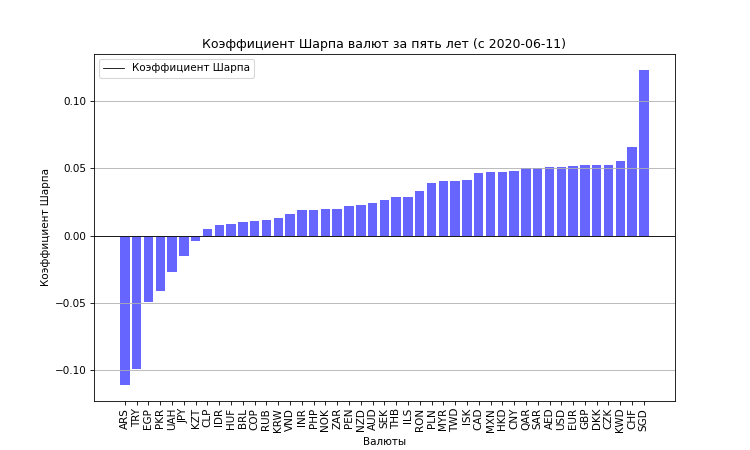 Коэффициент Шарпа валют за пять лет (с 2020-06-11)
Коэффициент Шарпа
Коэффициент Шарпа
0.10
0.05
0.00
−0.05
−0.10
ARS TRY EGP PKR UAH JPY KZT CLP IDR HUF BRL COP RUB KRW VND INR PHP NOK ZAR PEN NZD AUD SEK THB ILS RON PLN MYR TWD ISK CAD MXN HKD CNY QAR SAR AED USD EUR GBP DKK CZK KWD CHF SGD
Валюты